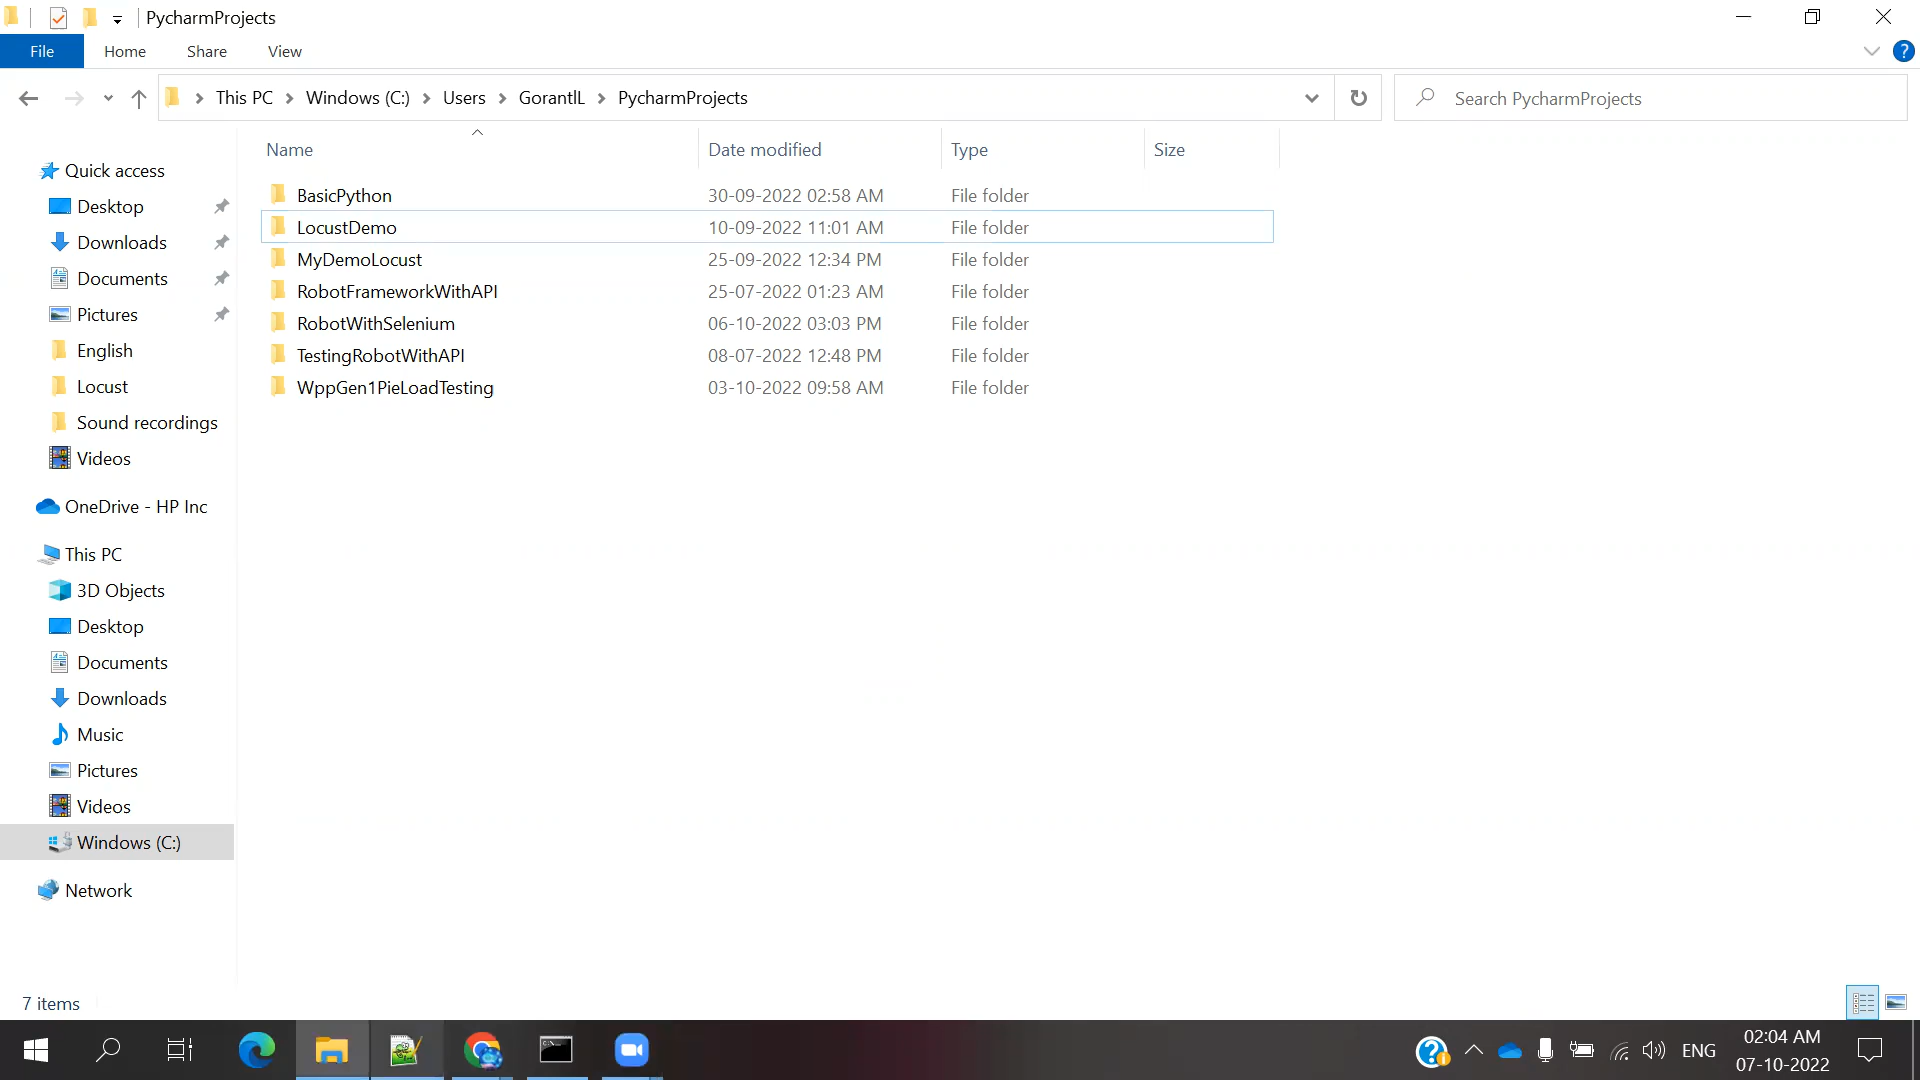 PycharmProjects
File Home Share View
This PC Windows (C:) Users GorantlL PycharmProjects
Search PycharmProjects
Name Date modified Type Size
BasicPython 30-09-2022 02:58 AM File folder
LocustDemo 10-09-2022 11:01 AM File folder
MyDemoLocust 25-09-2022 12:34 PM File folder
RobotFrameworkWithAPI 25-07-2022 01:23 AM File folder
RobotWithSelenium 06-10-2022 03:03 PM File folder
TestingRobotWithAPI 08-07-2022 12:48 PM File folder
WppGen1PieLoadTesting 03-10-2022 09:58 AM File folder
Quick access
Desktop
Downloads
Documents
Pictures
English
Locust
Sound recordings
Videos
OneDrive - HP Inc
This PC
3D Objects
Desktop
Documents
Downloads
Music
Pictures
Videos
Windows (C:)
Network
7 items
ENG
02:04 AM
07-10-2022